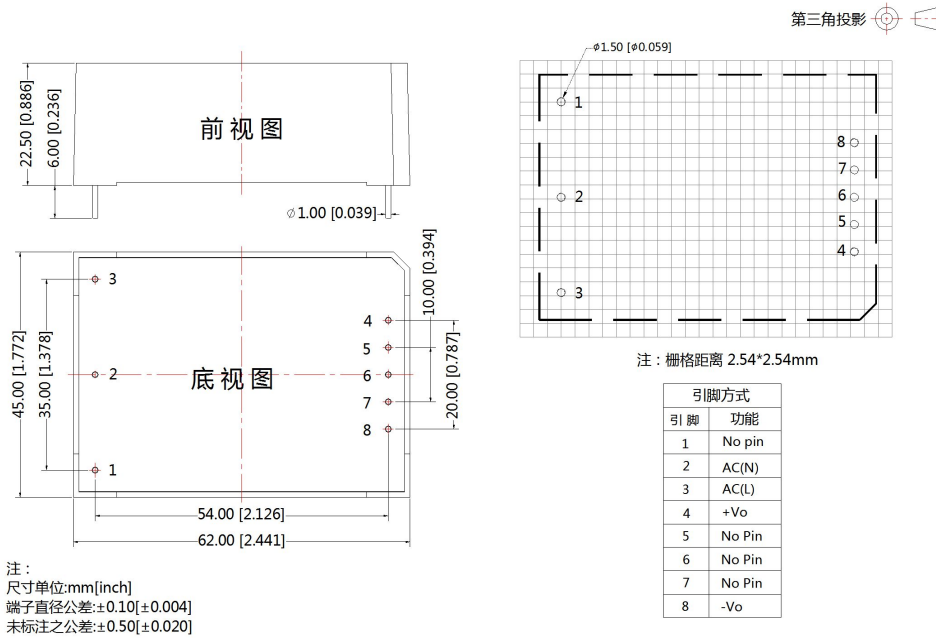 第三角投影
22.50 [0.886]
6.00 [0.236]
前视图
⌀1.00 [0.039]
ϕ1.50 [ϕ0.059]
1
2
3
8
7
6
5
4
注：栅格距离 2.54*2.54mm
45.00 [1.772]
35.00 [1.378]
底视图
3
2
1
4
5
6
7
8
10.00 [0.394]
20.00 [0.787]
54.00 [2.126]
62.00 [2.441]
引脚方式
引 脚 功能
1 No pin
2 AC(N)
3 AC(L)
4 +Vo
5 No Pin
6 No Pin
7 No Pin
8 -Vo
注：
尺寸单位:mm[inch]
端子直径公差:±0.10[±0.004]
未标注之公差:±0.50[±0.020]